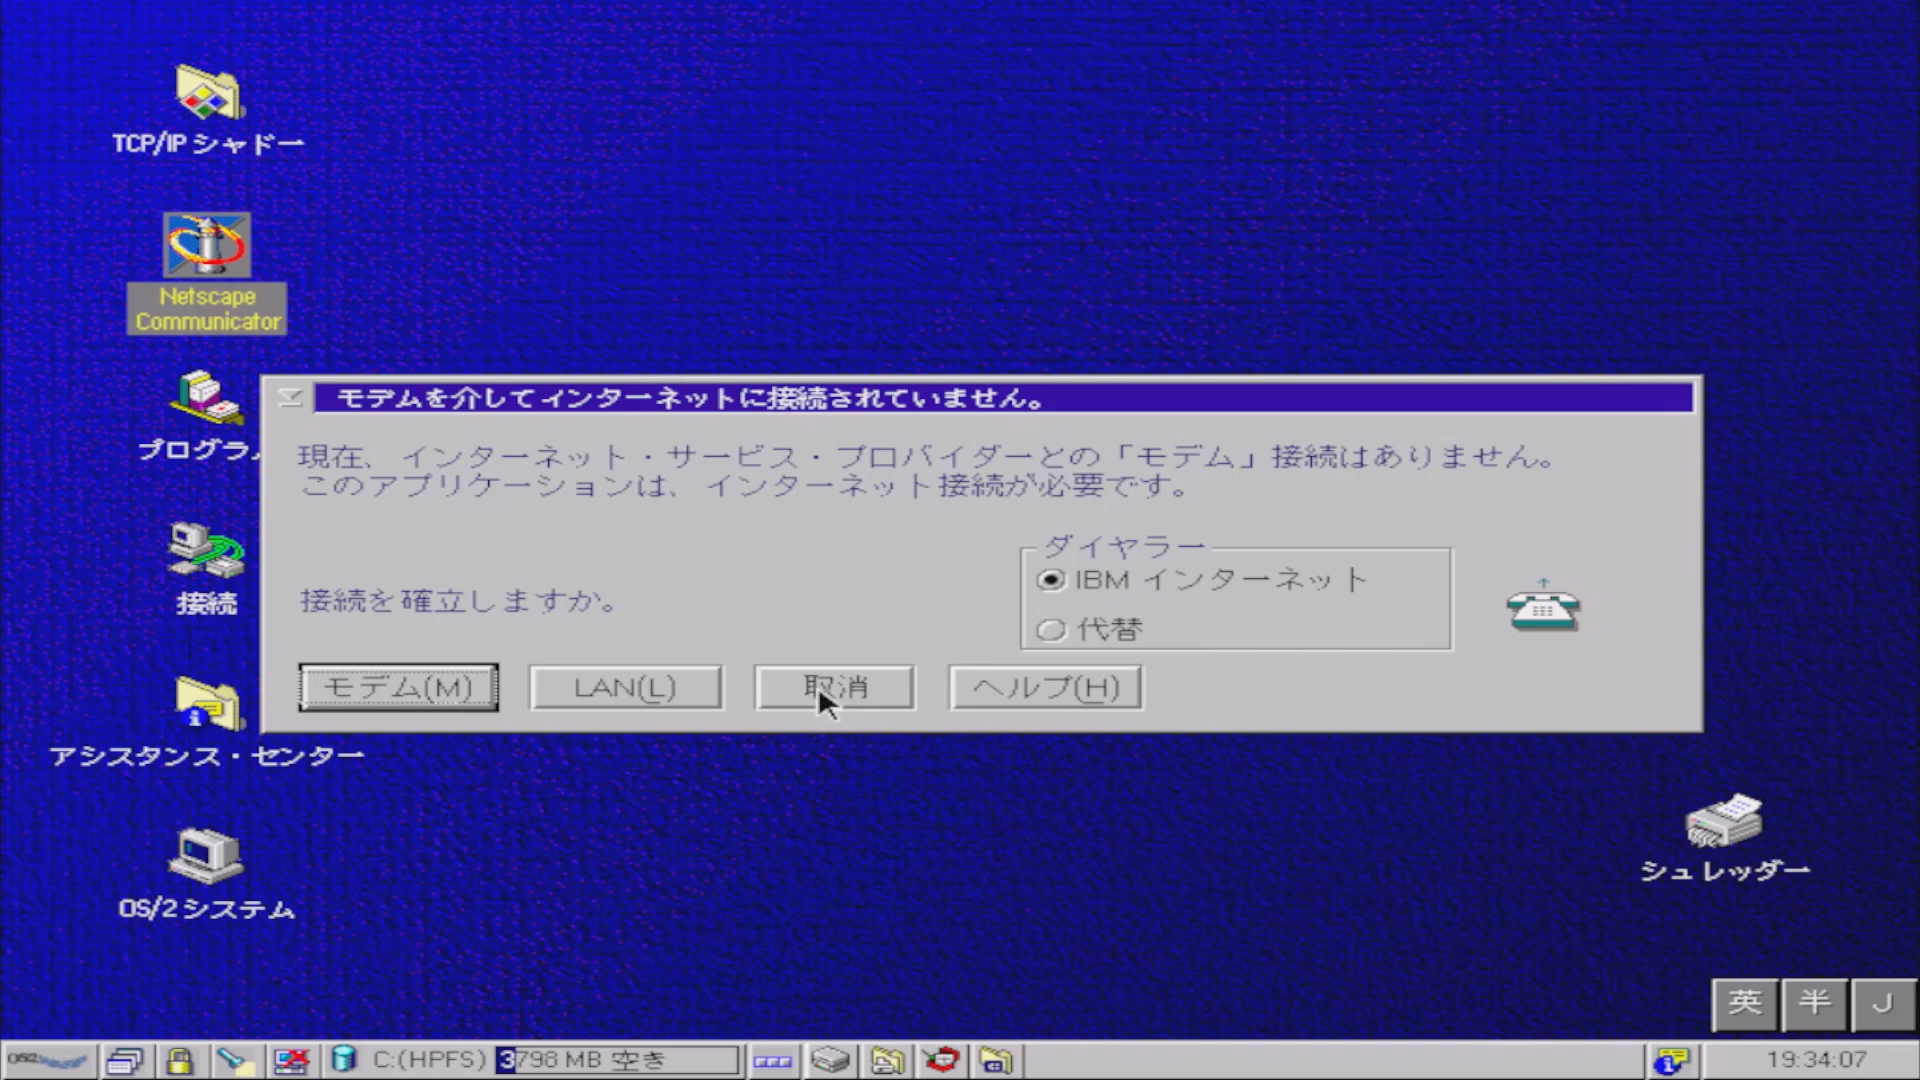 TCP/IP シャドー
Netscape
Communicator
モデムを介してインターネットに接続されていません。
プログラ
現在、インターネット・サービス・プロバイダーとの「モデム」接続はありません。
このアプリケーションは、インターネット接続が必要です。
ダイヤラー
IBM インターネット
接続
接続を確立しますか。
代替
モデム(M)
LAN(L)
取消
ヘルプ(H)
アシスタンス・センター
シュレッダー
OS/2システム
英 半 J
C:(HPFS) 3798 MB 空き
19:34:07